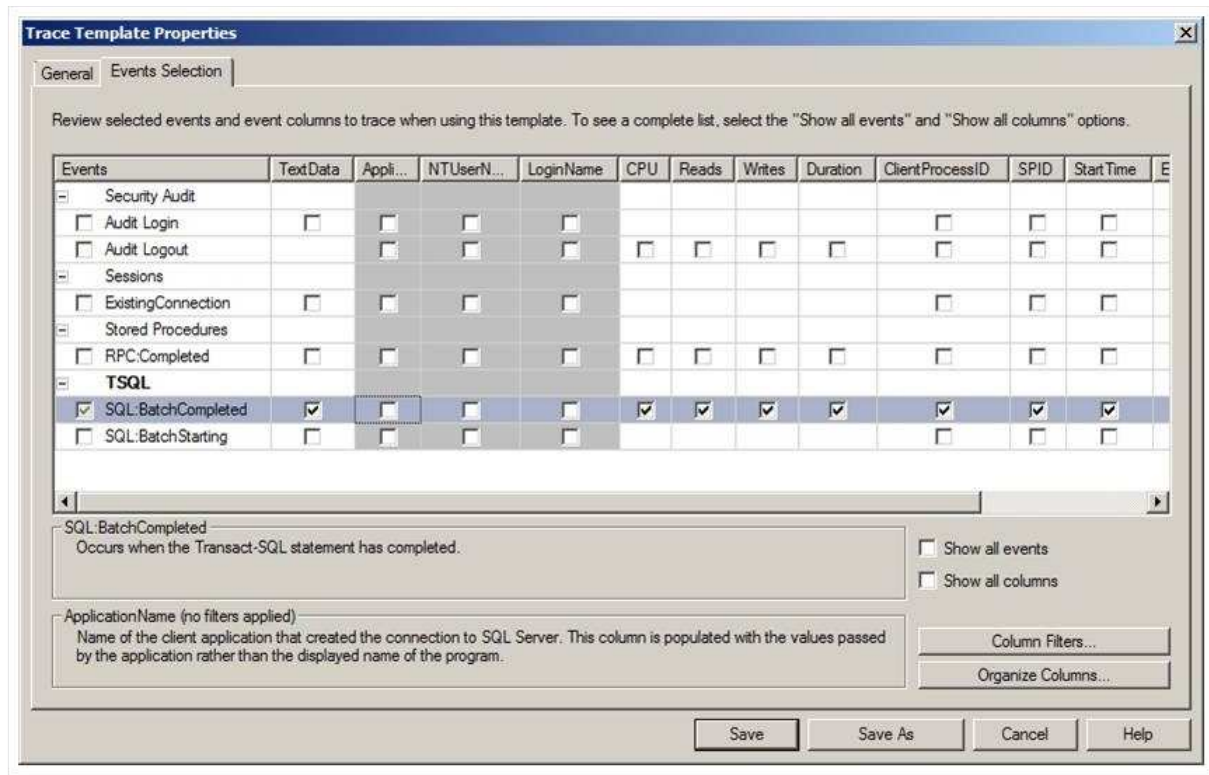 Trace Template Properties
General Events Selection
Review selected events and event columns to trace when using this template. To see a complete list, select the "Show all events" and "Show all columns" options.
Events TextData Appli... NTUserN... LoginName CPU Reads Writes Duration ClientProcessID SPID StartTime E
Security Audit
Audit Login
Audit Logout
Sessions
ExistingConnection
Stored Procedures
RPC:Completed
TSQL
SQL:BatchCompleted
SQL:BatchStarting
SQL:BatchCompleted
Occurs when the Transact-SQL statement has completed.
Show all events
Show all columns
ApplicationName (no filters applied)
Name of the client application that created the connection to SQL Server. This column is populated with the values passed
by the application rather than the displayed name of the program.
Column Filters...
Organize Columns...
Save Save As Cancel Help